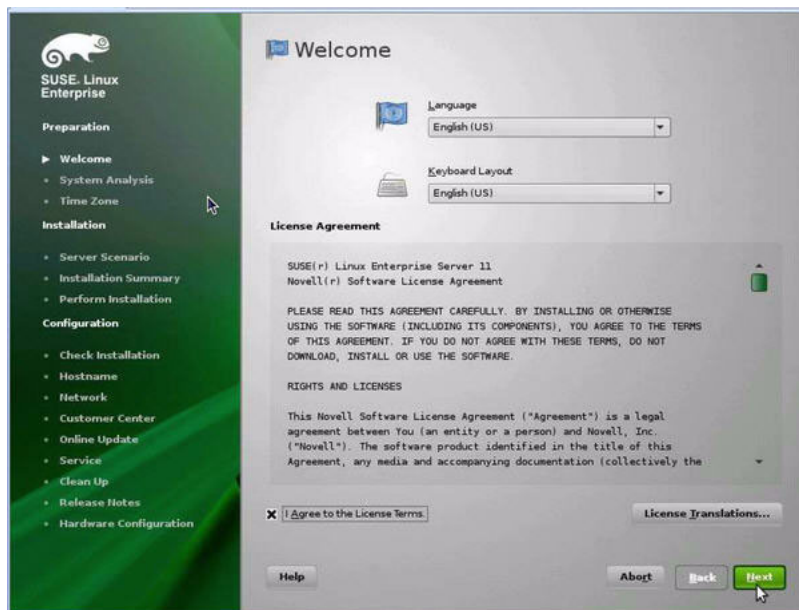 SUSE. Linux
Enterprise
Preparation
Welcome
System Analysis
Time Zone
Installation
Server Scenario
Installation Summary
Perform Installation
Configuration
Check Installation
Hostname
Network
Customer Center
Online Update
Service
Clean Up
Release Notes
Hardware Configuration
Welcome
Language
English (US)
Keyboard Layout
English (US)
License Agreement
SUSE(r) Linux Enterprise Server 11
Novell(r) Software License Agreement
PLEASE READ THIS AGREEMENT CAREFULLY. BY INSTALLING OR OTHERWISE
USING THE SOFTWARE (INCLUDING ITS COMPONENTS), YOU AGREE TO THE TERMS
OF THIS AGREEMENT. IF YOU DO NOT AGREE WITH THESE TERMS, DO NOT
DOWNLOAD, INSTALL OR USE THE SOFTWARE.
RIGHTS AND LICENSES
This Novell Software License Agreement ("Agreement") is a legal
agreement between You (an entity or a person) and Novell, Inc.
("Novell"). The software product identified in the title of this
Agreement, any media and accompanying documentation (collectively the
I Agree to the License Terms.
License Translations...
Help
Abort
Back
Next